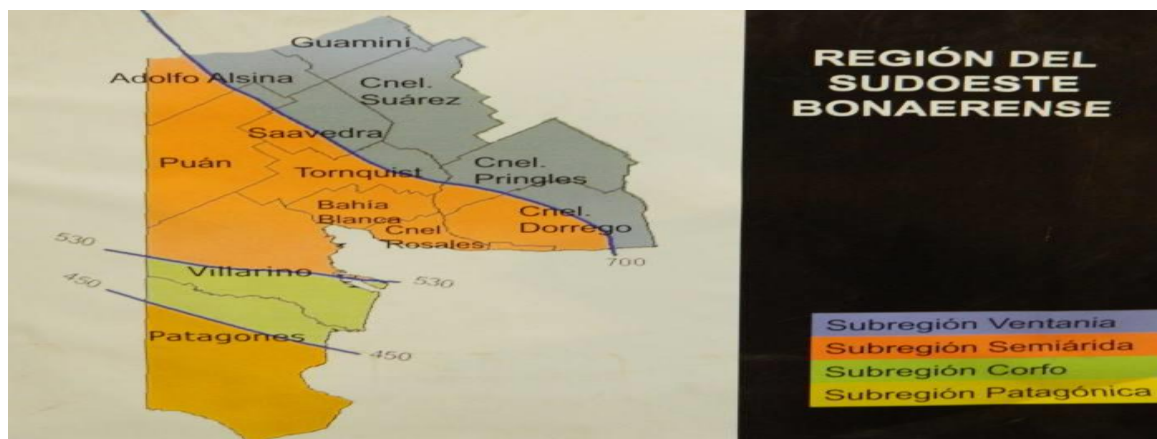 Guaminí
Adolfo Alsina
Cnel.
Suárez
Saavedra
Puán
Tornquist
Cnel.
Pringles
Bahía
Blanca
Cnel
Rosales
Cnel.
Dorrego
700
530
Villarino
530
450
Patagones
450
REGIÓN DEL
SUDOESTE
BONAERENSE
Subregión Ventania
Subregión Semiárida
Subregión Corfo
Subregión Patagónica